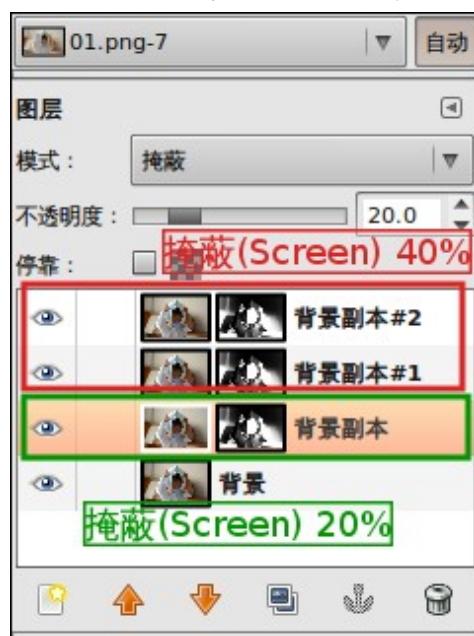 01.png-7
自动
图层
模式：
掩蔽
不透明度：
20.0
掩蔽(Screen) 40%
停靠：
背景副本#2
背景副本#1
背景副本
背景
掩蔽(Screen) 20%